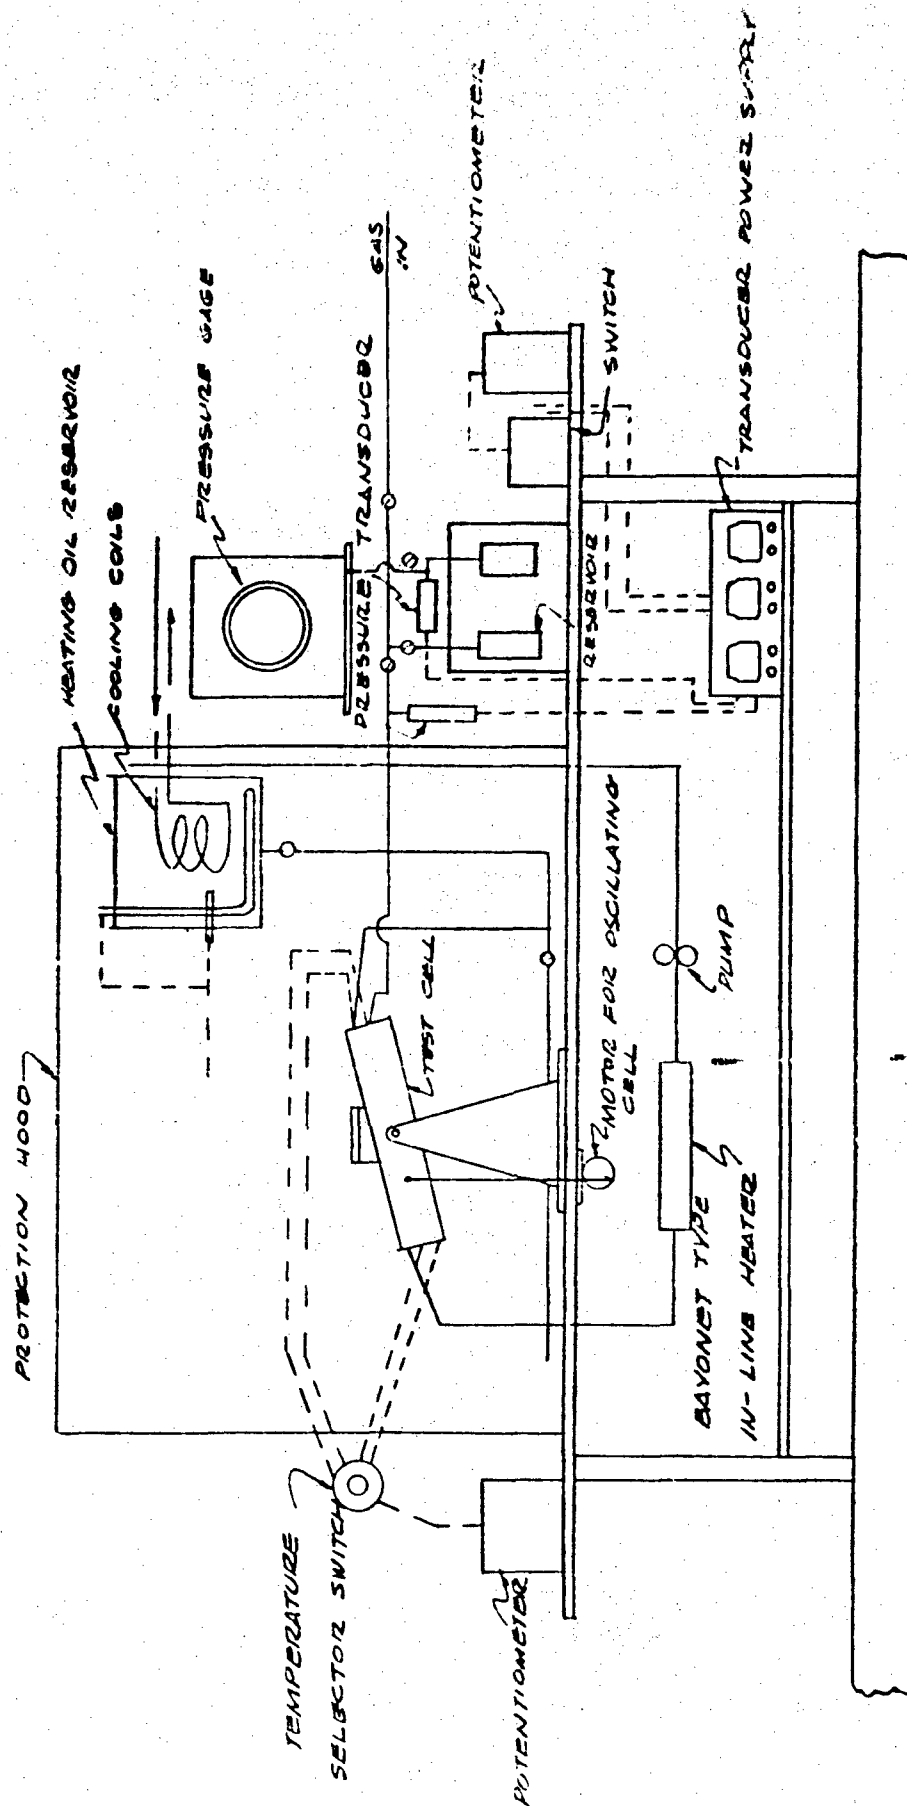 PROTECTION HOOD
HEATING OIL RESERVOIR
COOLING COILS
PRESSURE GAGE
PRESSURE TRANSDUCER
GAS
IN
POTENTIOMETER
SWITCH
RESERVOIR
TRANSDUCER POWER SUPPLY
TEST CELL
MOTOR FOR OSCILLATING
CELL
PUMP
BAYONET TYPE
IN-LINE HEATER
TEMPERATURE
SELECTOR SWITCH
POTENTIOMETER